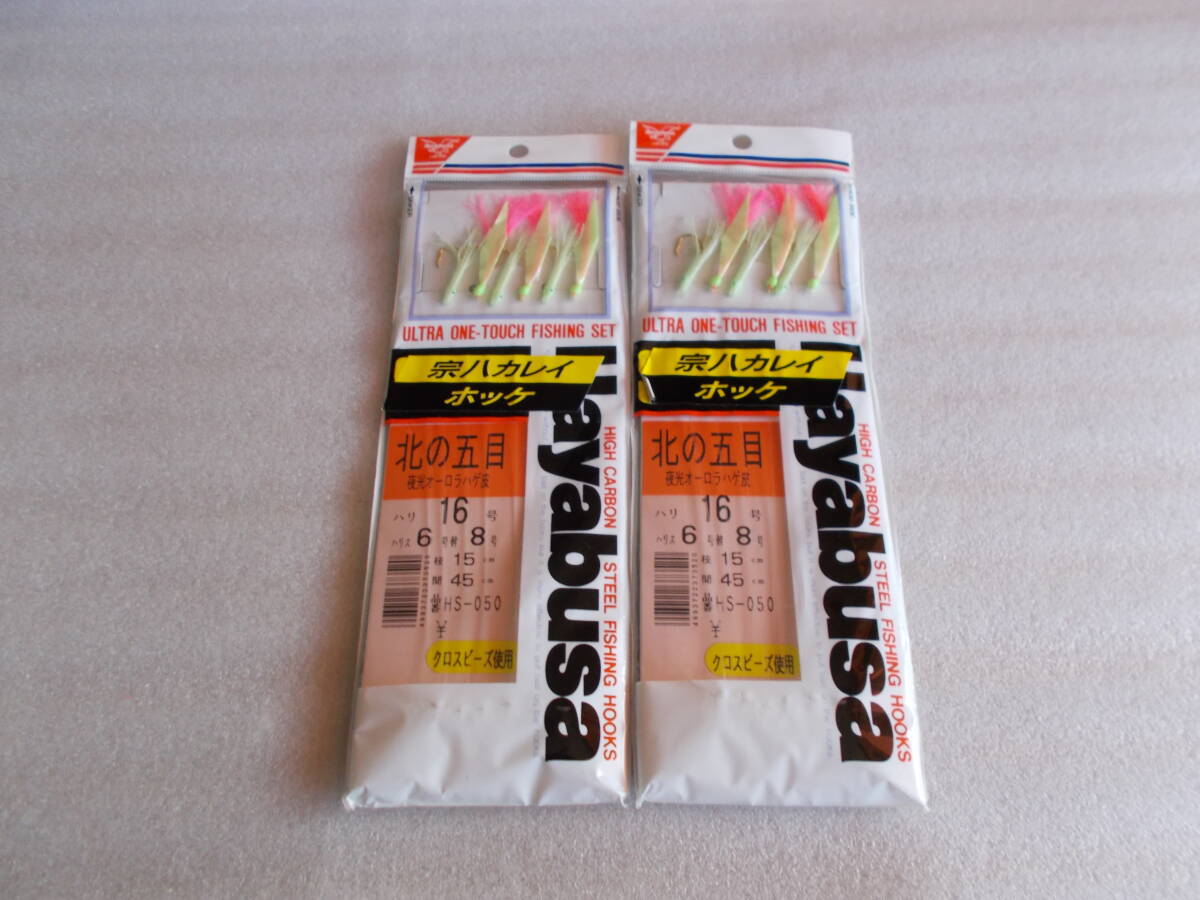 ULTRA ONE-TOUCH FISHING SET
宗八カレイ
ホッケ
Hayabusa
HIGH CARBON STEEL FISHING HOOKS
北の五目
夜光オーロラハゲ皮
ハリ 16 号
ハリス 6 号 幹 8 号
枝 15 cm
間 45 cm
HS-050
¥
クロスビーズ使用
ULTRA ONE-TOUCH FISHING SET
宗八カレイ
ホッケ
Hayabusa
HIGH CARBON STEEL FISHING HOOKS
北の五目
夜光オーロラハゲ皮
ハリ 16 号
ハリス 6 号 幹 8 号
枝 15 cm
間 45 cm
HS-050
¥
クロスビーズ使用